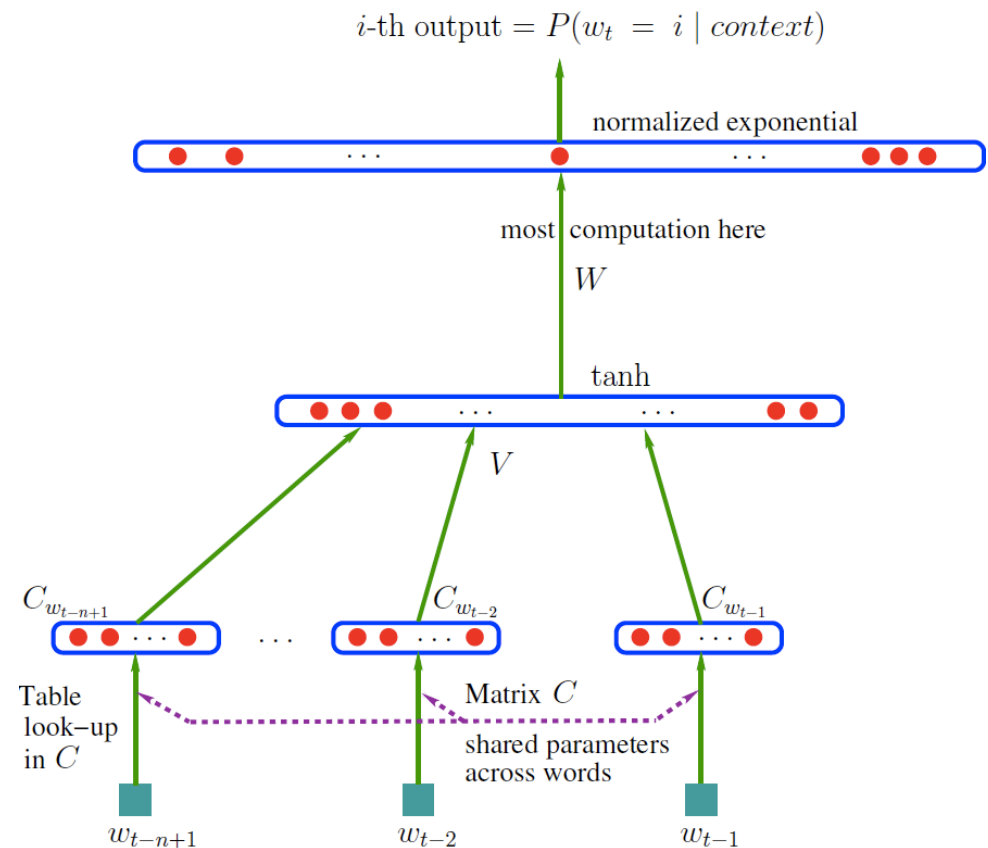 i-th output = P(w_t = i | context)
normalized exponential
...
...
most computation here
W
tanh
...
...
V
C_{w_{t−n+1}}
C_{w_{t−2}}
C_{w_{t−1}}
...
...
...
...
Table
look−up
in C
Matrix C
shared parameters
across words
w_{t−n+1}
w_{t−2}
w_{t−1}